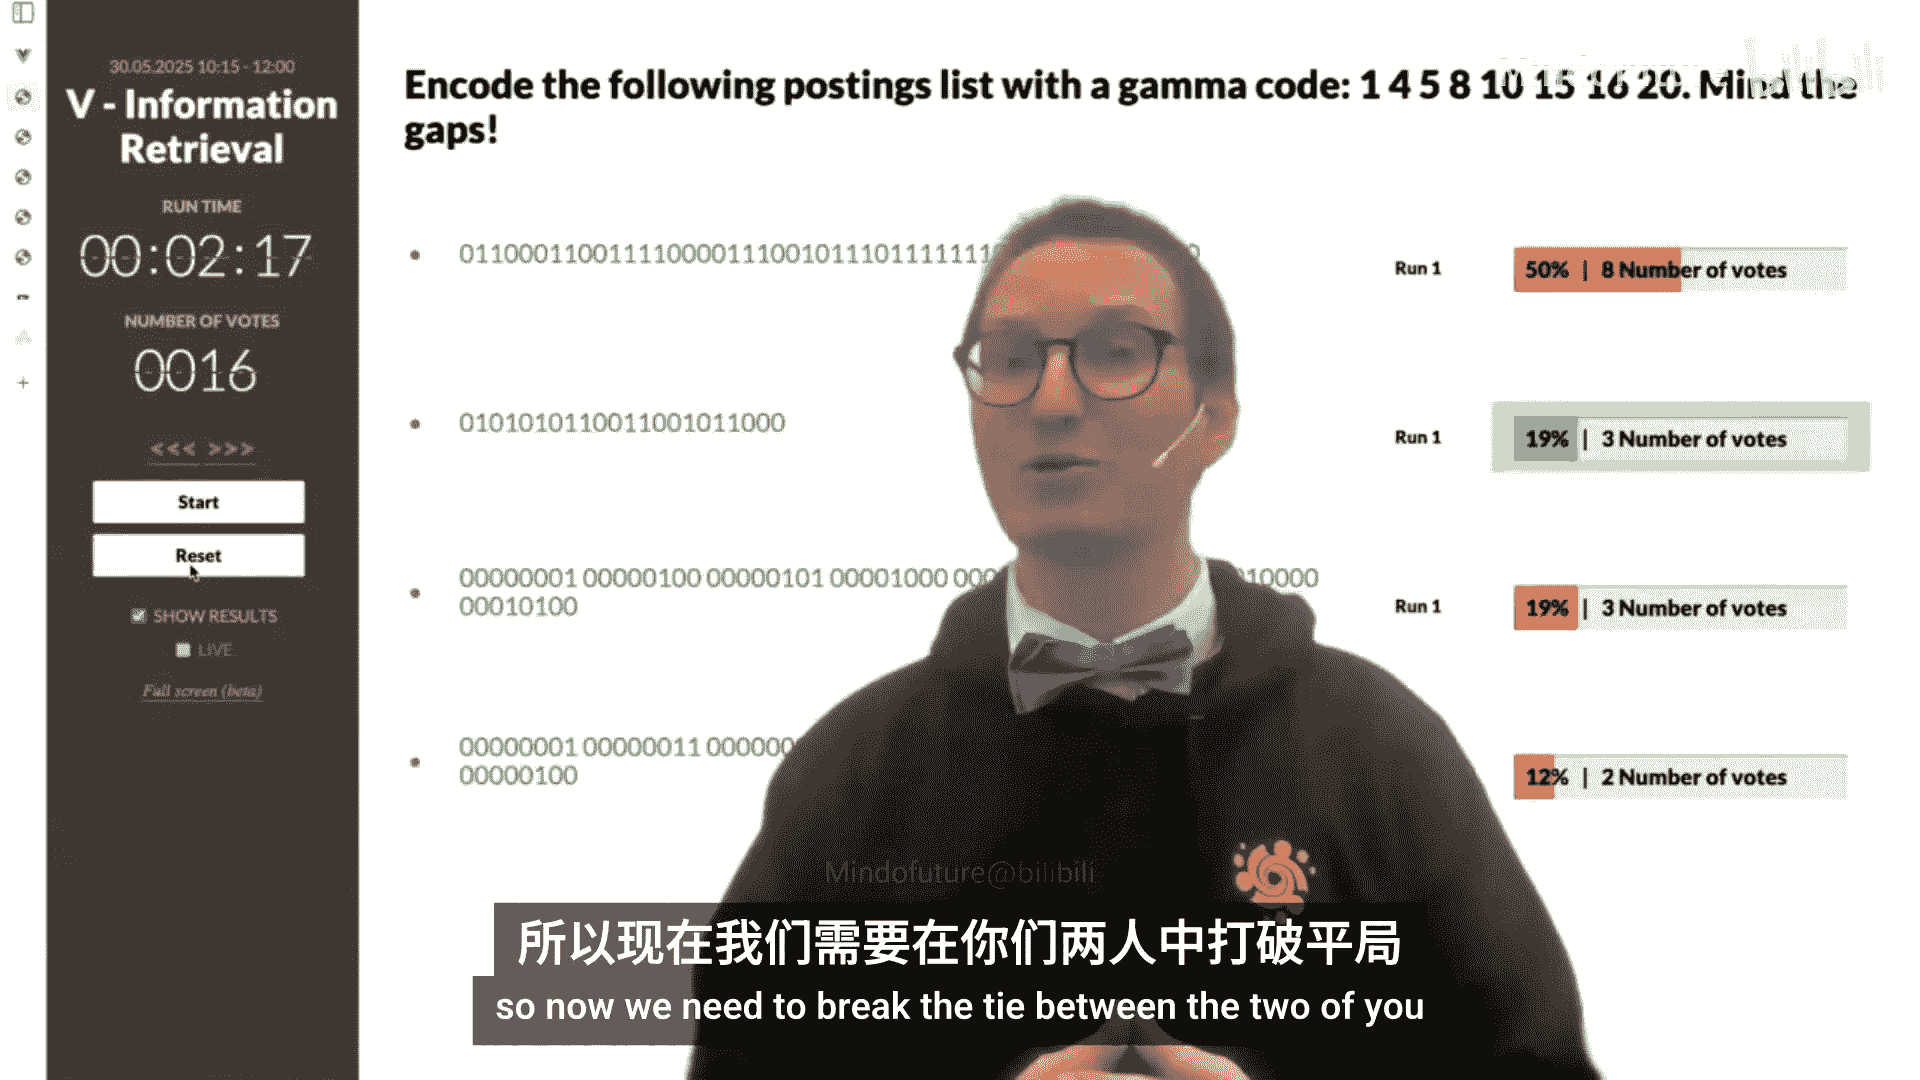 30.05.2025 10:15 - 12:00
V - Information
Retrieval
RUN TIME
00:02:17
NUMBER OF VOTES
0016
<<< >>>
Start
Reset
SHOW RESULTS
LIVE
Full screen (beta)
Encode the following postings list with a gamma code: 1 4 5 8 10 15 16 20. Mind the
gaps!
Run 1
50% | 8 Number of votes
010101011001100101 1000
Run 1
19% | 3 Number of votes
00000001 00000100 00000101 00001000 000
10000
00010100
Run 1
19% | 3 Number of votes
00000001 00000011 000000
00000100
12% | 2 Number of votes
Mindofuture@bilibili
所以现在我们需要在你们两人中打破平局
so now we need to break the tie between the two of you